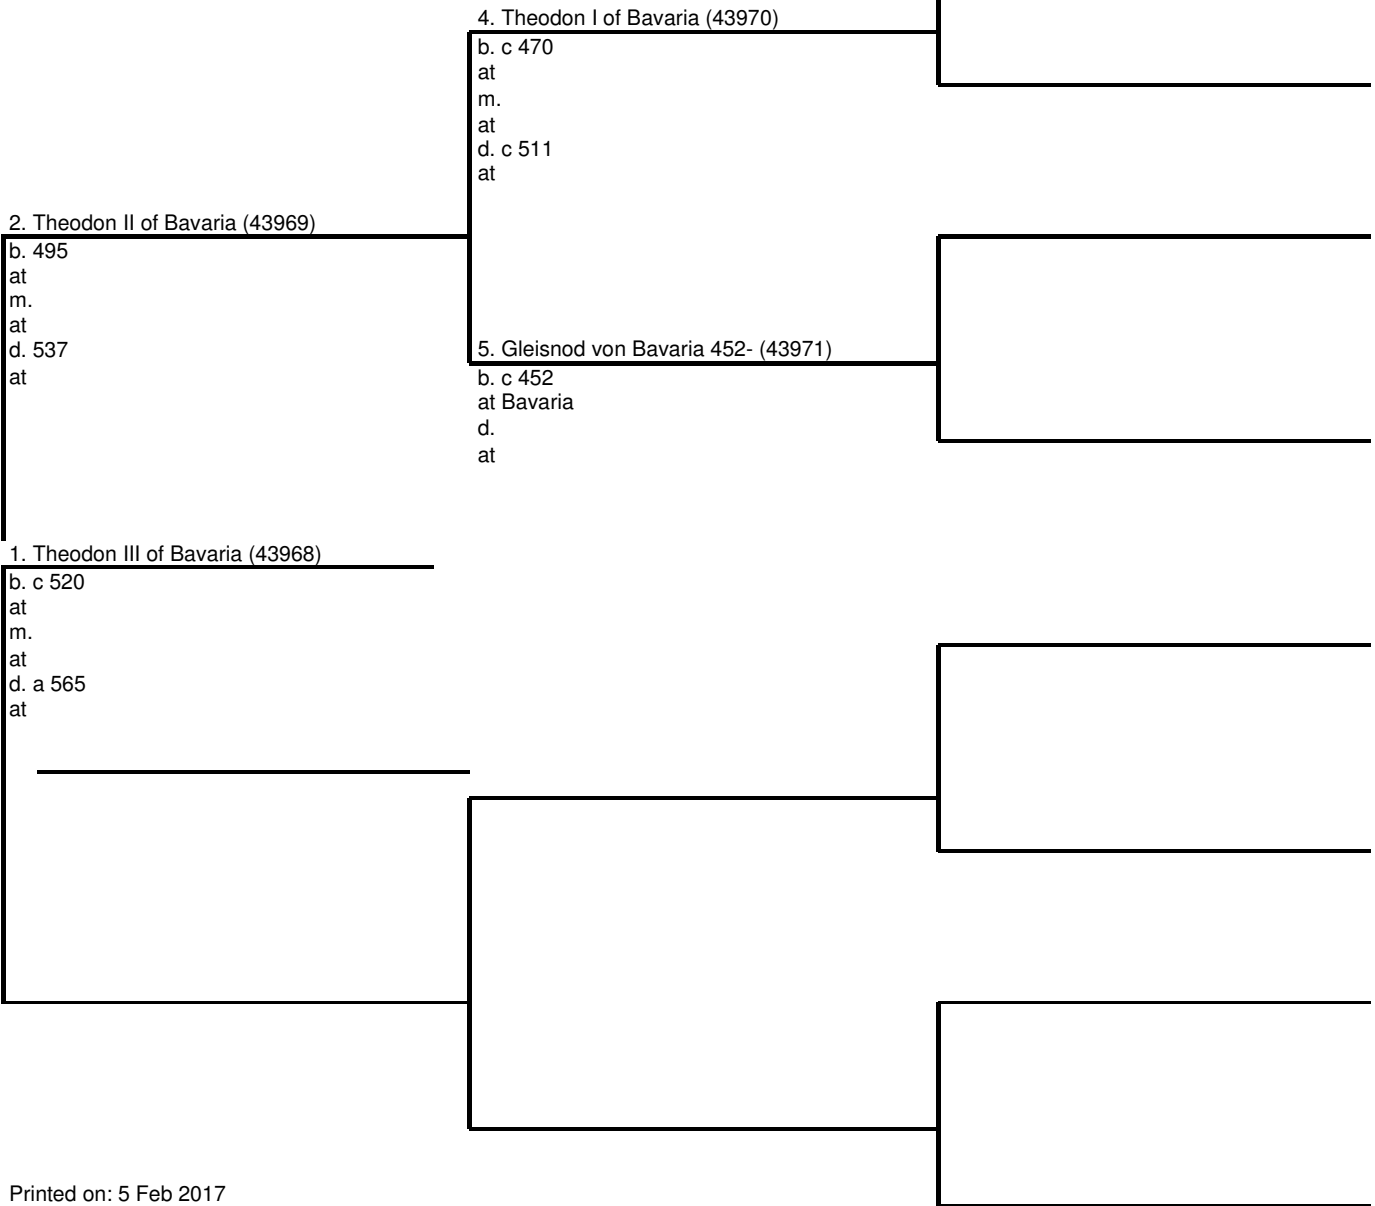 4. Theodon I of Bavaria (43970)
b. c 470
at
m.
at
d. c 511
at
2. Theodon II of Bavaria (43969)
b. 495
at
m.
at
d. 537
at
5. Gleisnod von Bavaria 452- (43971)
b. c 452
at Bavaria
d.
at
1. Theodon III of Bavaria (43968)
b. c 520
at
m.
at
d. a 565
at
Printed on: 5 Feb 2017